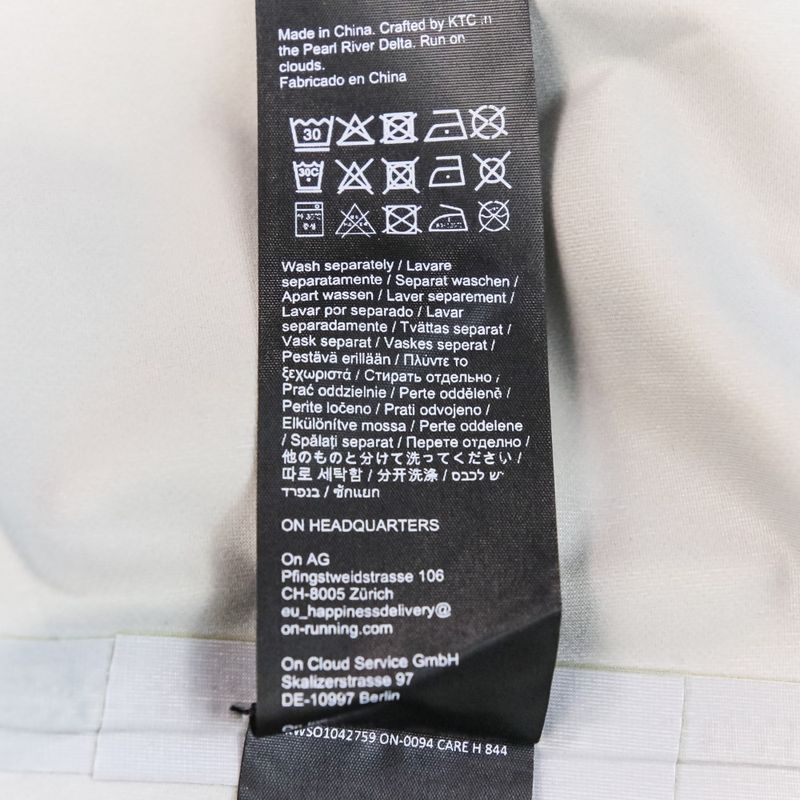 Made in China. Crafted by KTC in
the Pearl River Delta. Run on
clouds.
Fabricado en China
30
30C
Wash separately / Lavare
separatamente / Separat waschen /
Apart wassen / Laver separement /
Lavar por separado / Lavar
separadamente / Tvättas separat /
Vask separat / Vaskes seperat /
Pestävä erillään / Πλύντε το
ξεχωριστά / Стирать отдельно /
Prać oddzielnie / Perte odděleně /
Perite ločeno / Prati odvojeno /
Elkülönítve mossa / Perte oddelene
/ Spălați separat / Перете отделно /
他のものと分けて洗ってください /
따로 세탁함 / 分开洗涤 / יש לכבס
בנפרד / ซักแยก
ON HEADQUARTERS
On AG
Pfingstweidstrasse 106
CH-8005 Zürich
eu_happinessdelivery@
on-running.com
On Cloud Service GmbH
Skalizerstrasse 97
DE-10997 Berlin
RWSO1042759 ON-0094 CARE H 844